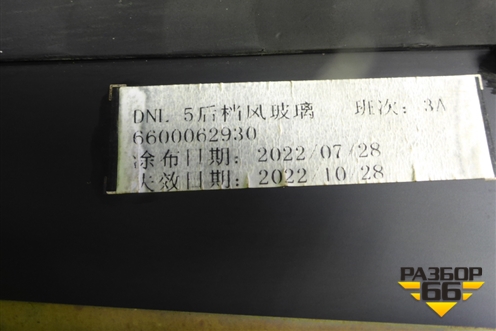 DNL 5后档风玻璃 班次: 3A
6600062930
涂布日期: 2022/07/28
失效日期: 2022 10 28
РАЗБОР
66